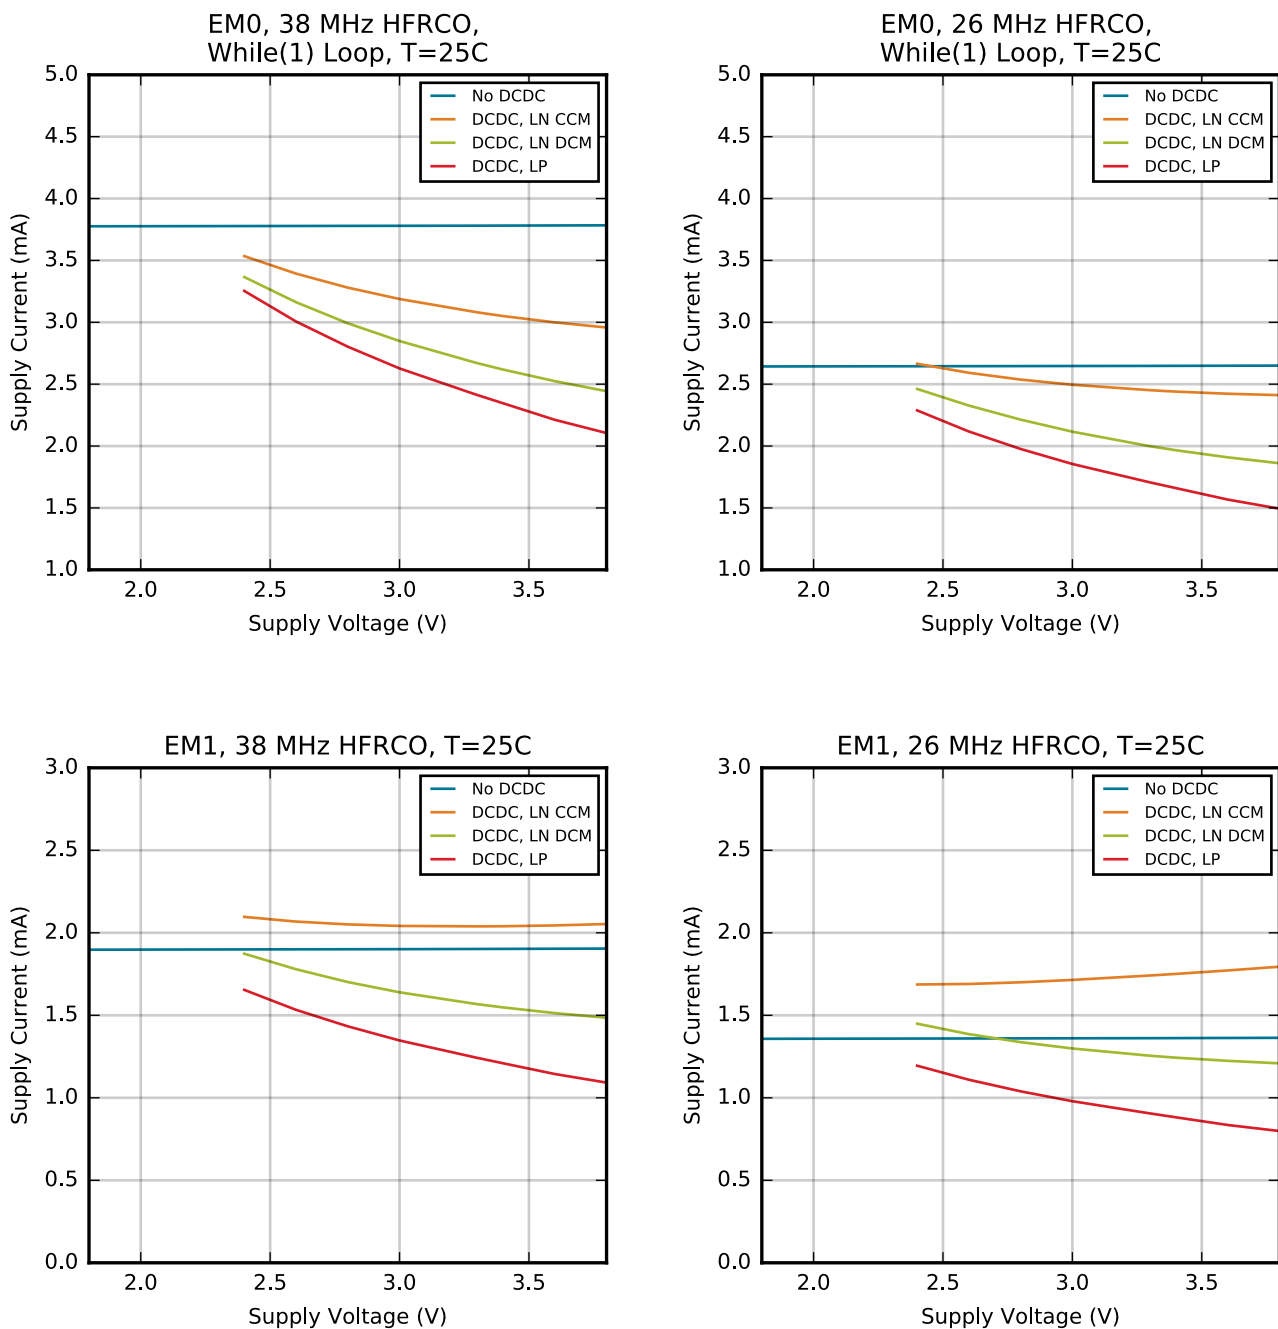 EM0, 38 MHz HFRCO,
While(1) Loop, T=25C
5.0
4.5
4.0
3.5
3.0
2.5
2.0
1.5
1.0
Supply Current (mA)
No DCDC
DCDC, LN CCM
DCDC, LN DCM
DCDC, LP
2.0 2.5 3.0 3.5
Supply Voltage (V)
EM0, 26 MHz HFRCO,
While(1) Loop, T=25C
5.0
4.5
4.0
3.5
3.0
2.5
2.0
1.5
1.0
Supply Current (mA)
No DCDC
DCDC, LN CCM
DCDC, LN DCM
DCDC, LP
2.0 2.5 3.0 3.5
Supply Voltage (V)
EM1, 38 MHz HFRCO, T=25C
3.0
2.5
2.0
1.5
1.0
0.5
0.0
Supply Current (mA)
No DCDC
DCDC, LN CCM
DCDC, LN DCM
DCDC, LP
2.0 2.5 3.0 3.5
Supply Voltage (V)
EM1, 26 MHz HFRCO, T=25C
3.0
2.5
2.0
1.5
1.0
0.5
0.0
Supply Current (mA)
No DCDC
DCDC, LN CCM
DCDC, LN DCM
DCDC, LP
2.0 2.5 3.0 3.5
Supply Voltage (V)